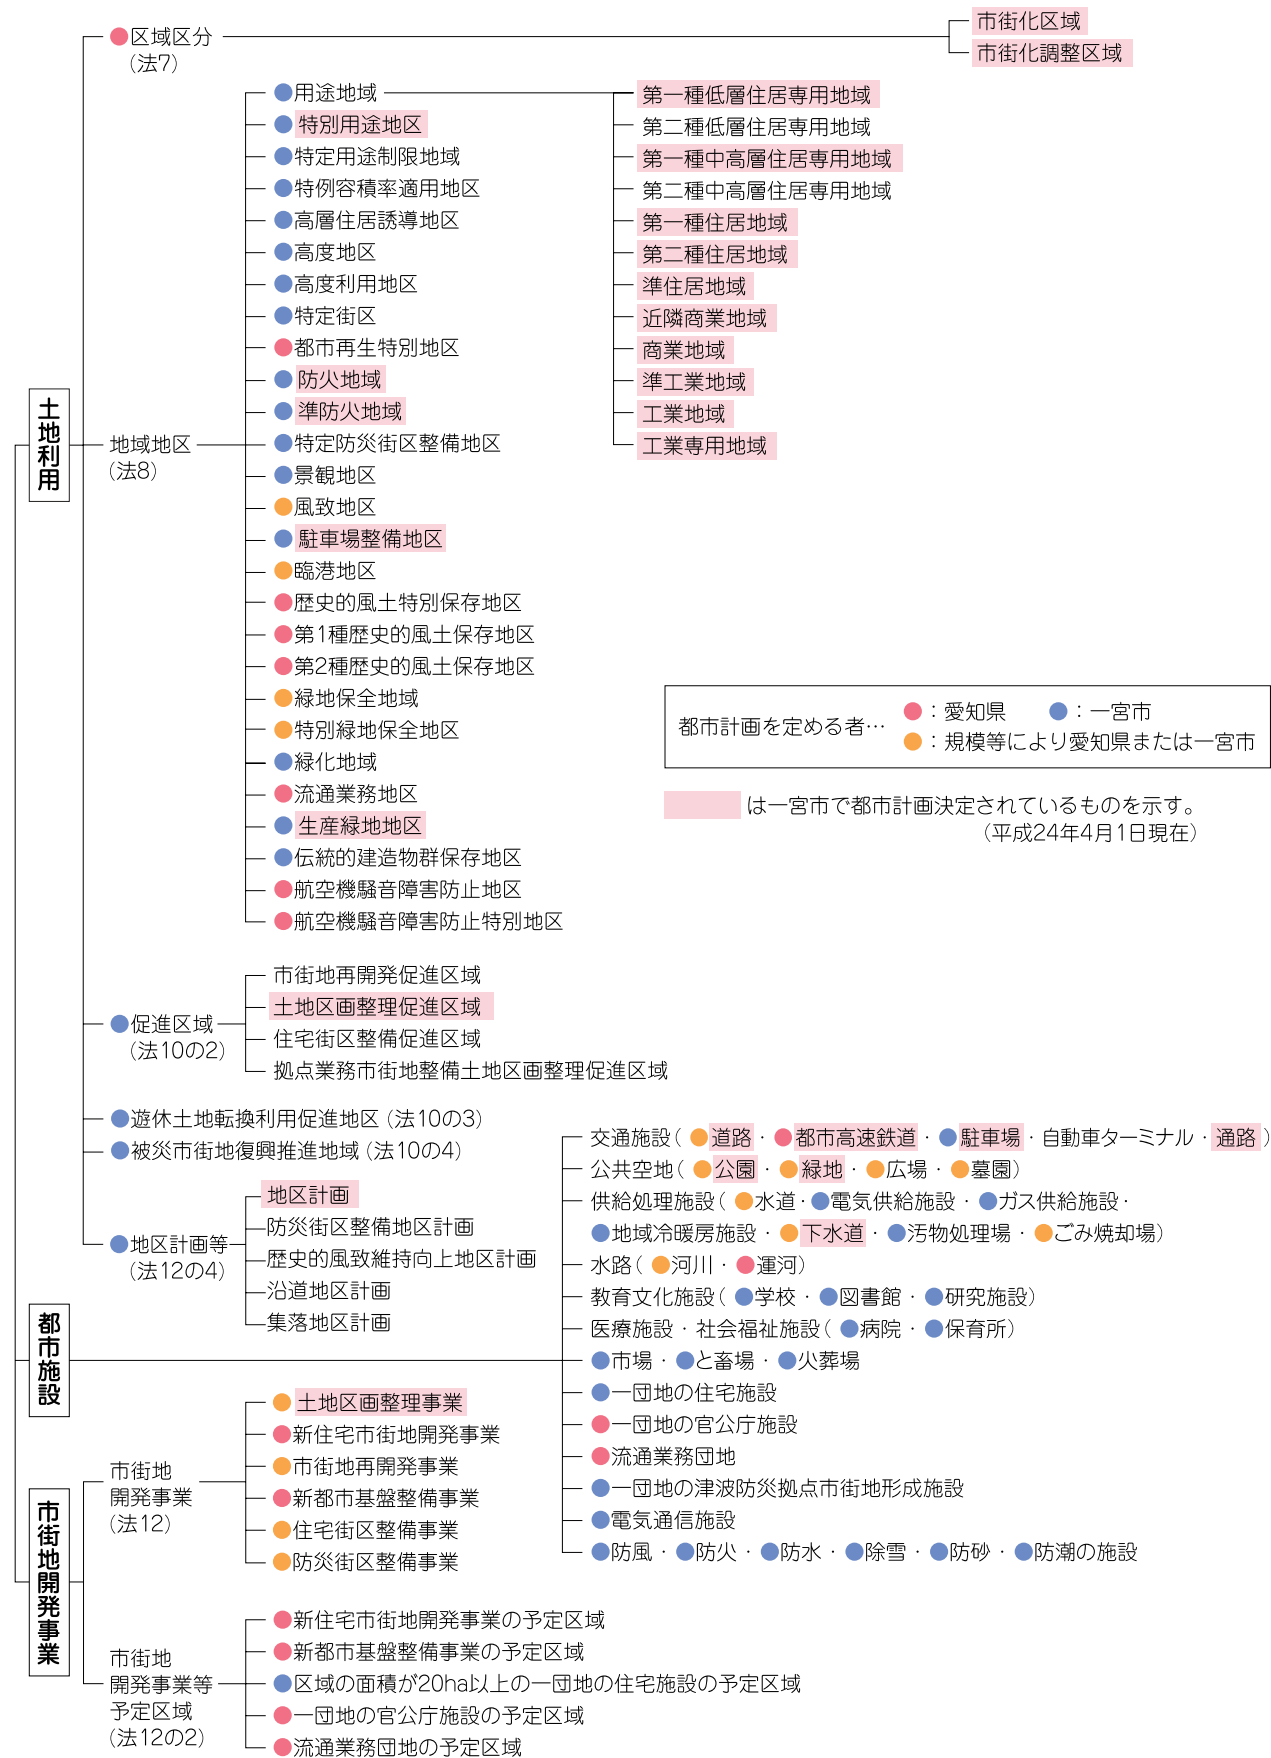 土地利用
●区域区分
(法7)
市街化区域
市街化調整区域
地域地区
(法8)
●用途地域
第一種低層住居専用地域
第二種低層住居専用地域
第一種中高層住居専用地域
第二種中高層住居専用地域
第一種住居地域
第二種住居地域
準住居地域
近隣商業地域
商業地域
準工業地域
工業地域
工業専用地域
●特別用途地区
●特定用途制限地域
●特例容積率適用地区
●高層住居誘導地区
●高度地区
●高度利用地区
●特定街区
●都市再生特別地区
●防火地域
●準防火地域
●特定防災街区整備地区
●景観地区
●風致地区
●駐車場整備地区
●臨港地区
●歴史的風土特別保存地区
●第1種歴史的風土保存地区
●第2種歴史的風土保存地区
●緑地保全地域
●特別緑地保全地区
●緑化地域
●流通業務地区
●生産緑地地区
●伝統的建造物群保存地区
●航空機騒音障害防止地区
●航空機騒音障害防止特別地区
都市計画を定める者…
●：愛知県 ●：一宮市
●：規模等により愛知県または一宮市
は一宮市で都市計画決定されているものを示す。
(平成24年4月1日現在)
●促進区域
(法10の2)
市街地再開発促進区域
土地区画整理促進区域
住宅街区整備促進区域
拠点業務市街地整備土地区画整理促進区域
●遊休土地転換利用促進地区(法10の3)
●被災市街地復興推進地域(法10の4)
●地区計画等
(法12の4)
地区計画
防災街区整備地区計画
歴史的風致維持向上地区計画
沿道地区計画
集落地区計画
都市施設
交通施設(●道路・●都市高速鉄道・●駐車場・自動車ターミナル・通路)
公共空地(●公園・●緑地・●広場・●墓園)
供給処理施設(●水道・●電気供給施設・●ガス供給施設・
●地域冷暖房施設・●下水道・●汚物処理場・●ごみ焼却場)
水路(●河川・●運河)
教育文化施設(●学校・●図書館・●研究施設)
医療施設・社会福祉施設(●病院・●保育所)
●市場・●と畜場・●火葬場
●一団地の住宅施設
●一団地の官公庁施設
●流通業務団地
●一団地の津波防災拠点市街地形成施設
●電気通信施設
●防風・●防火・●防水・●除雪・●防砂・●防潮の施設
市街地開発事業
市街地
開発事業
(法12)
●土地区画整理事業
●新住宅市街地開発事業
●市街地再開発事業
●新都市基盤整備事業
●住宅街区整備事業
●防災街区整備事業
市街地
開発事業等
予定区域
(法12の2)
●新住宅市街地開発事業の予定区域
●新都市基盤整備事業の予定区域
●区域の面積が20ha以上の一団地の住宅施設の予定区域
●一団地の官公庁施設の予定区域
●流通業務団地の予定区域